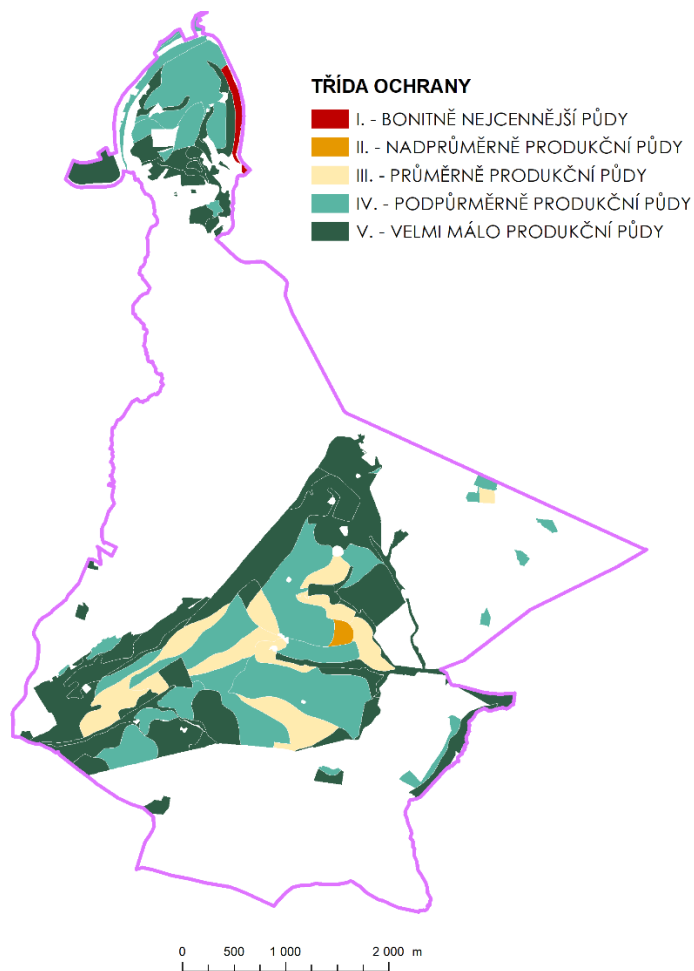 TŘÍDA OCHRANY
I. - BONITNĚ NEJCENNĚJŠÍ PŮDY
II. - NADPRŮMĚRNĚ PRODUKČNÍ PŮDY
III. - PRŮMĚRNĚ PRODUKČNÍ PŮDY
IV. - PODPŮRMĚRNĚ PRODUKČNÍ PŮDY
V. - VELMI MÁLO PRODUKČNÍ PŮDY
0 500 1 000 2 000 m